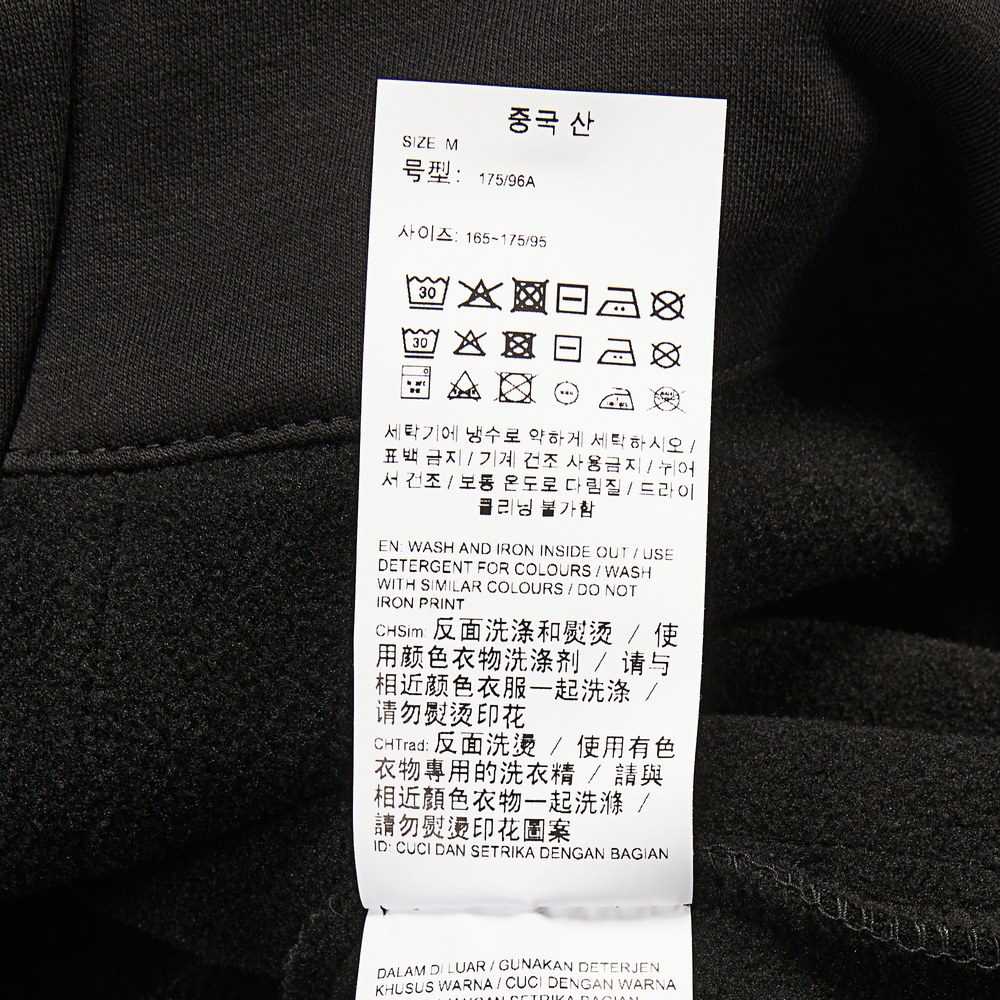 중국 산
SIZE M
号型: 175/96A
사이즈: 165~175/95
30
30
세탁기에 냉수로 약하게 세탁하시오 /
표백 금지 / 기계 건조 사용금지 / 뉘어
서 건조 / 보통 온도로 다림질 / 드라이
클리닝 불가함
EN: WASH AND IRON INSIDE OUT / USE
DETERGENT FOR COLOURS / WASH
WITH SIMILAR COLOURS / DO NOT
IRON PRINT
CHSim: 反面洗涤和熨烫 / 使
用颜色衣物洗涤剂 / 请与
相近颜色衣服一起洗涤 /
请勿熨烫印花
CHTrad: 反面洗燙 / 使用有色
衣物專用的洗衣精 / 請與
相近顏色衣物一起洗滌 /
請勿熨燙印花圖案
ID: CUCI DAN SETRIKA DENGAN BAGIAN
DALAM DI LUAR / GUNAKAN DETERJEN
KHUSUS WARNA / CUCI DENGAN WARNA
SETRIKA BAGIAN